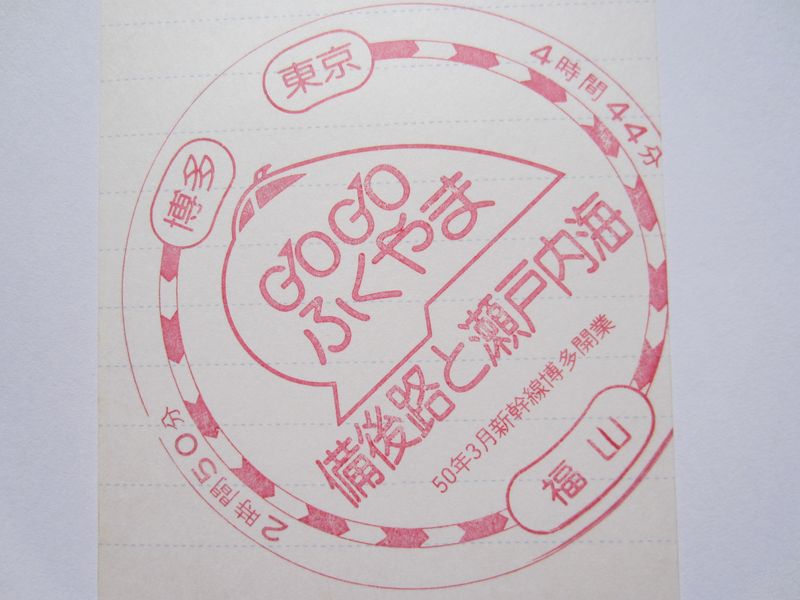 東京
4時間44分
博多
GOGO
ふくやま
備後路と瀬戸内海
50年3月新幹線博多開業
福山
2時間50分